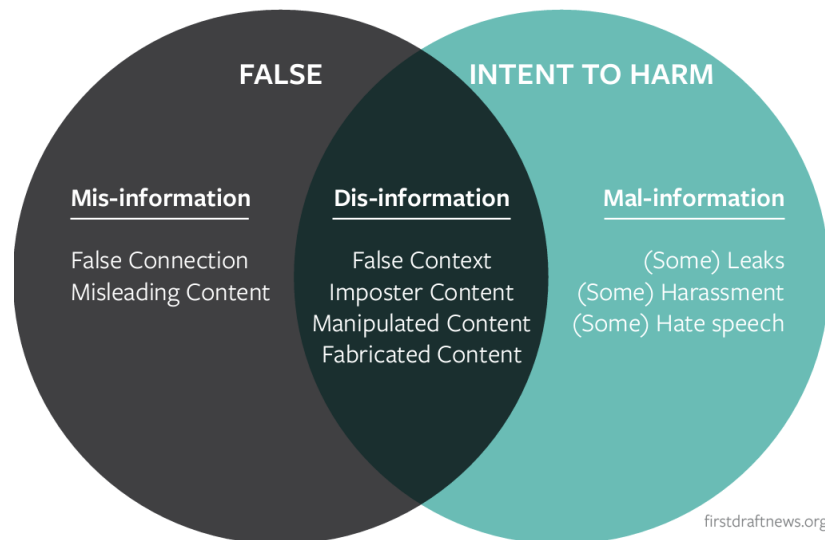 FALSE
INTENT TO HARM
Mis-information
False Connection
Misleading Content
Dis-information
False Context
Imposter Content
Manipulated Content
Fabricated Content
Mal-information
(Some) Leaks
(Some) Harassment
(Some) Hate speech
firstdraftnews.org